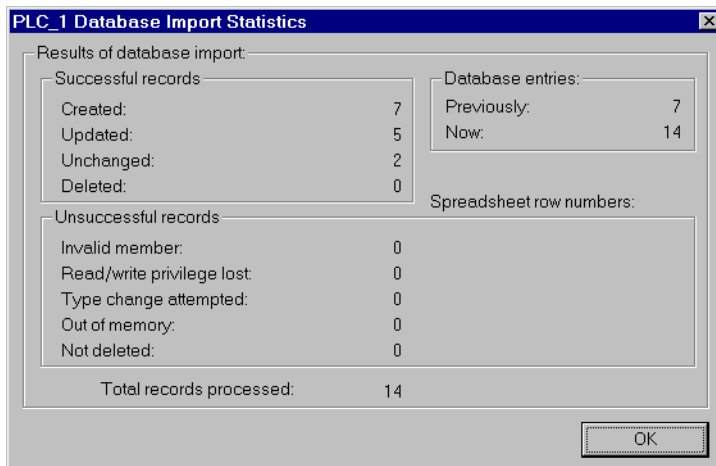 PLC_1 Database Import Statistics
Results of database import:
Successful records
Created: 7
Updated: 5
Unchanged: 2
Deleted: 0
Database entries:
Previously: 7
Now: 14
Spreadsheet row numbers:
Unsuccessful records
Invalid member: 0
Read/write privilege lost: 0
Type change attempted: 0
Out of memory: 0
Not deleted: 0
Total records processed: 14
OK